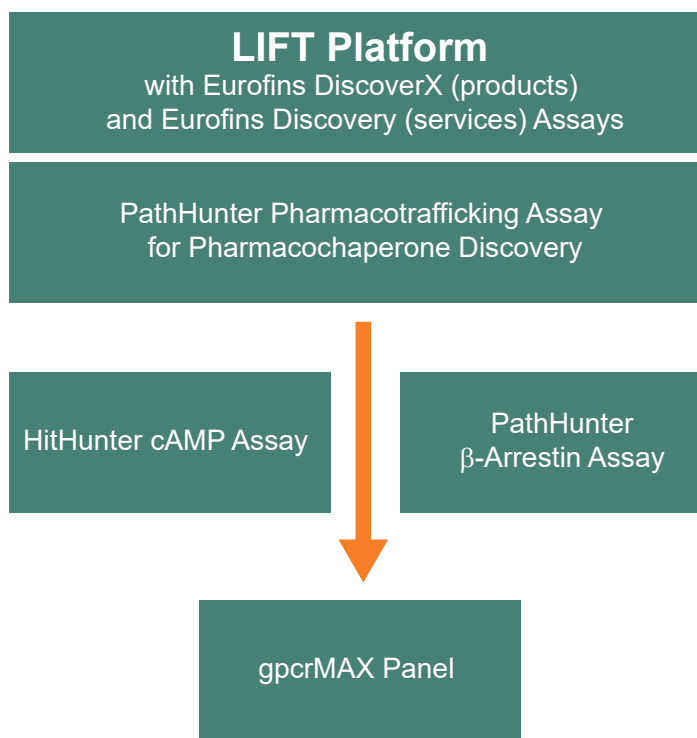 LIFT Platform
with Eurofins DiscoverX (products)
and Eurofins Discovery (services) Assays
PathHunter Pharmacotrafficking Assay
for Pharmacochaperone Discovery
HitHunter cAMP Assay
PathHunter
β-Arrestin Assay
gpcrMAX Panel